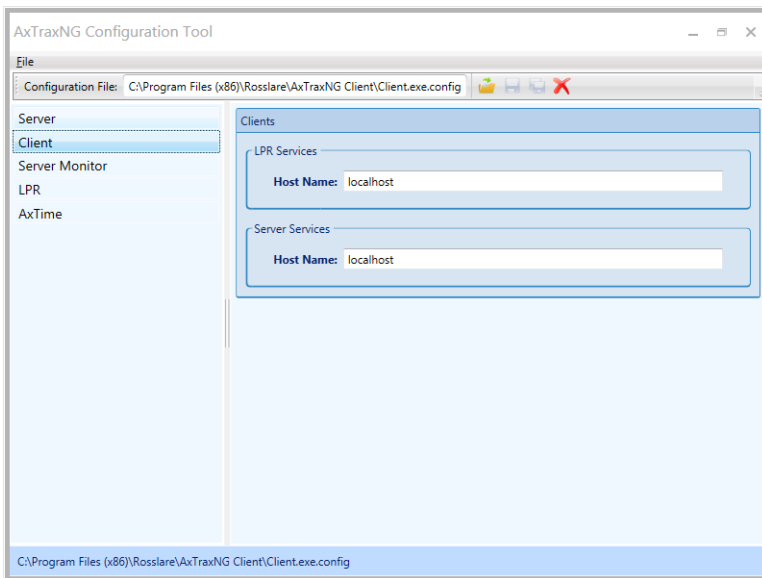 AxTraxNG Configuration Tool
File
Configuration File: C:\Program Files (x86)\Rosslare\AxTraxNG Client\Client.exe.config
Server
Client
Server Monitor
LPR
AxTime
Clients
LPR Services
Host Name: localhost
Server Services
Host Name: localhost
C:\Program Files (x86)\Rosslare\AxTraxNG Client\Client.exe.config